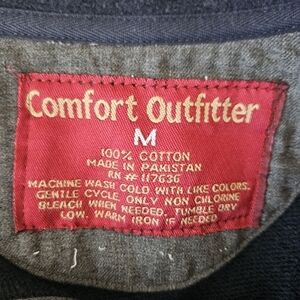 Comfort Outfitter
M
100% COTTON
MADE IN PAKISTAN
RN # 117636
MACHINE WASH COLD WITH LIKE COLORS.
GENTLE CYCLE. ONLY NON CHLORINE
BLEACH WHEN NEEDED. TUMBLE DRY
LOW. WARM IRON IF NEEDED